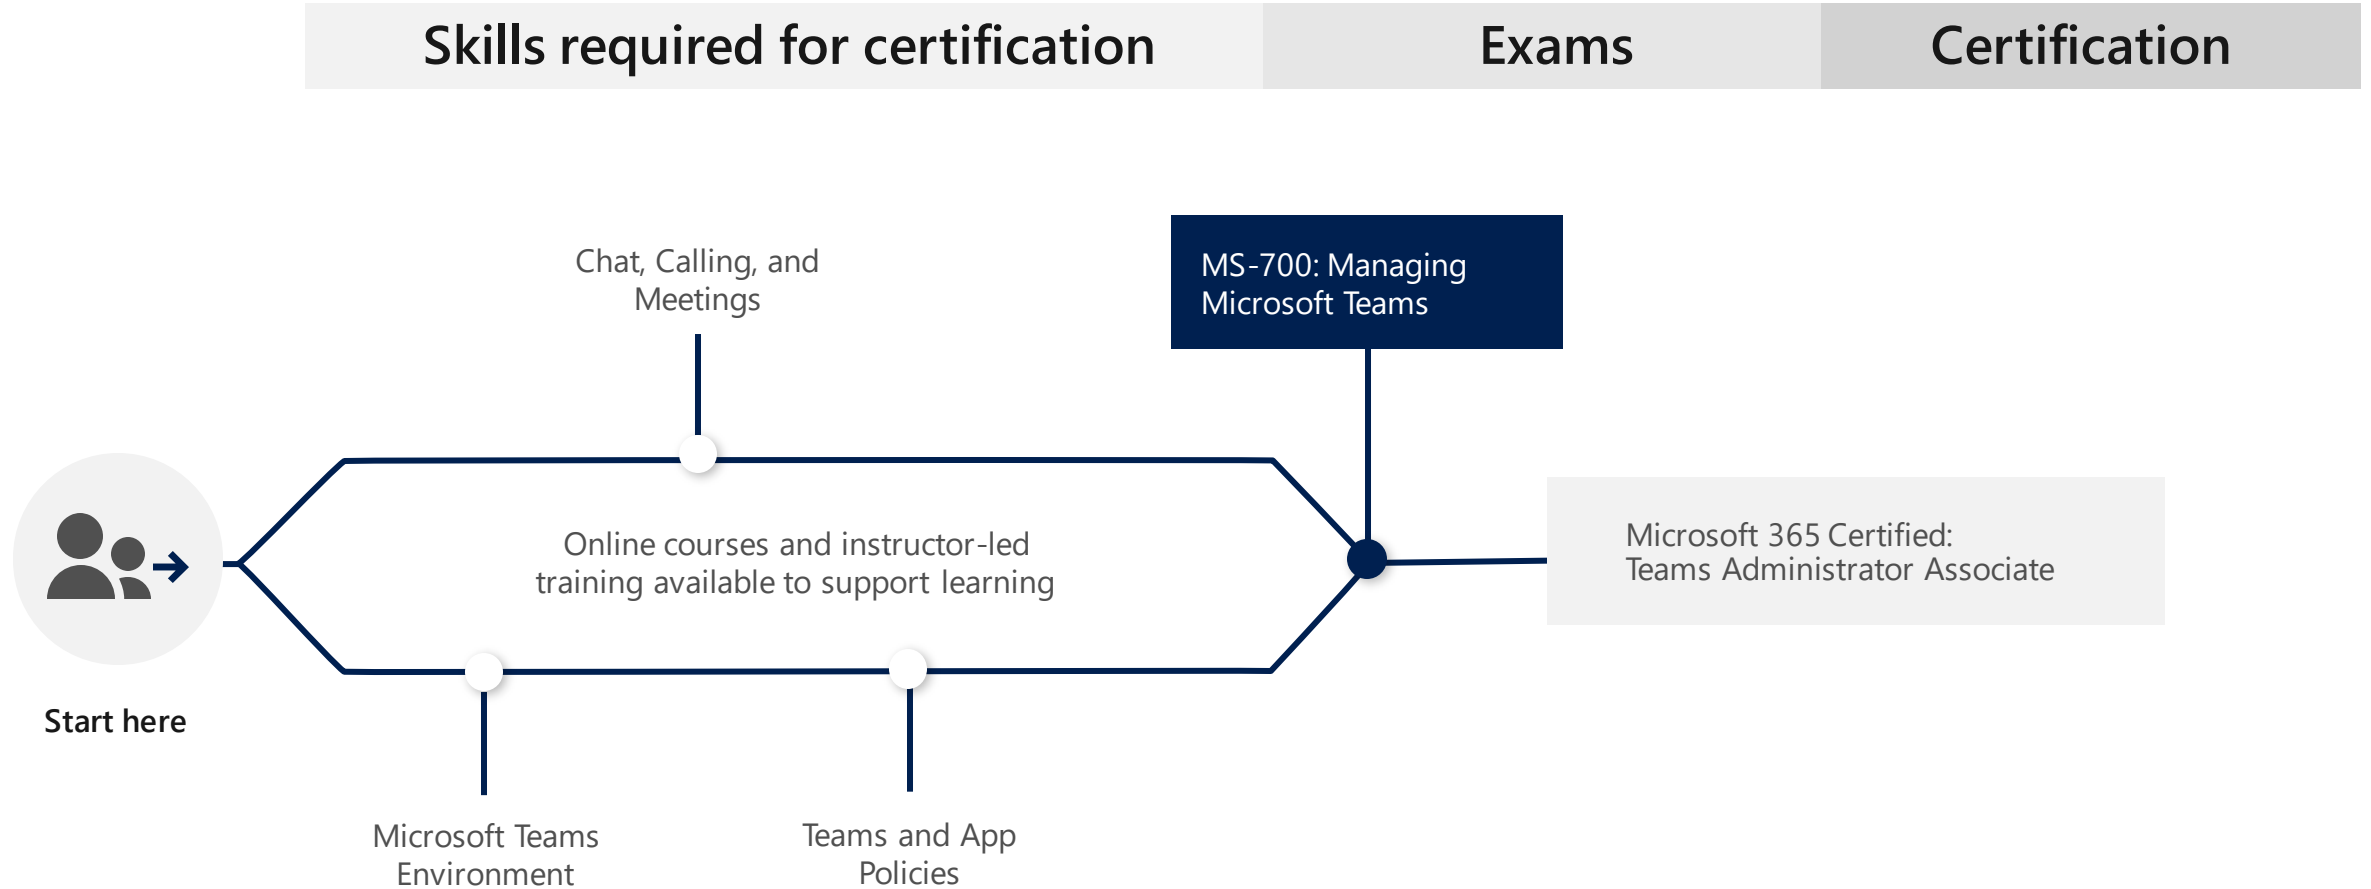 Skills required for certification
Exams
Certification
Chat, Calling, and
Meetings
MS-700: Managing
Microsoft Teams
Online courses and instructor-led
training available to support learning
Microsoft 365 Certified:
Teams Administrator Associate
Start here
Microsoft Teams
Environment
Teams and App
Policies